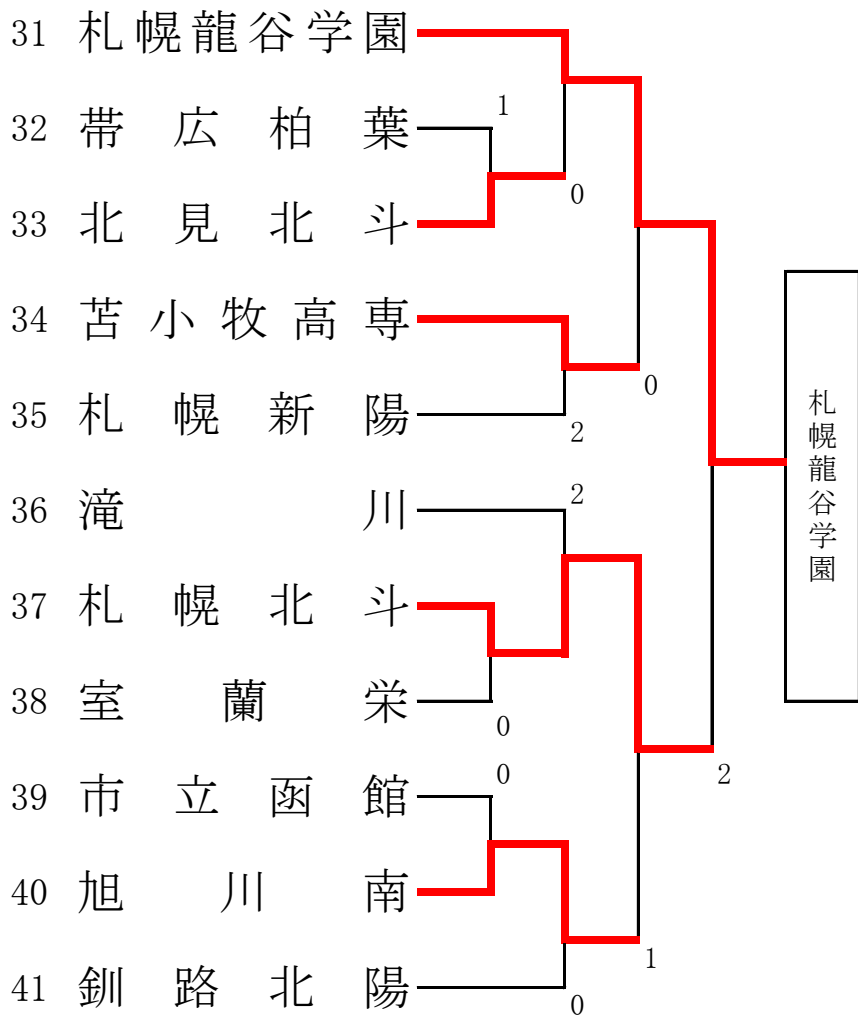 31 札幌龍谷学園
1
32 帯広柏葉
0
33 北見北斗
34 苫小牧高専
0
35 札幌新陽
2
札幌龍谷学園
2
36 滝川
37 札幌北斗
38 室蘭栄
0
0
2
39 市立函館
40 旭川南
1
41 釧路北陽
0